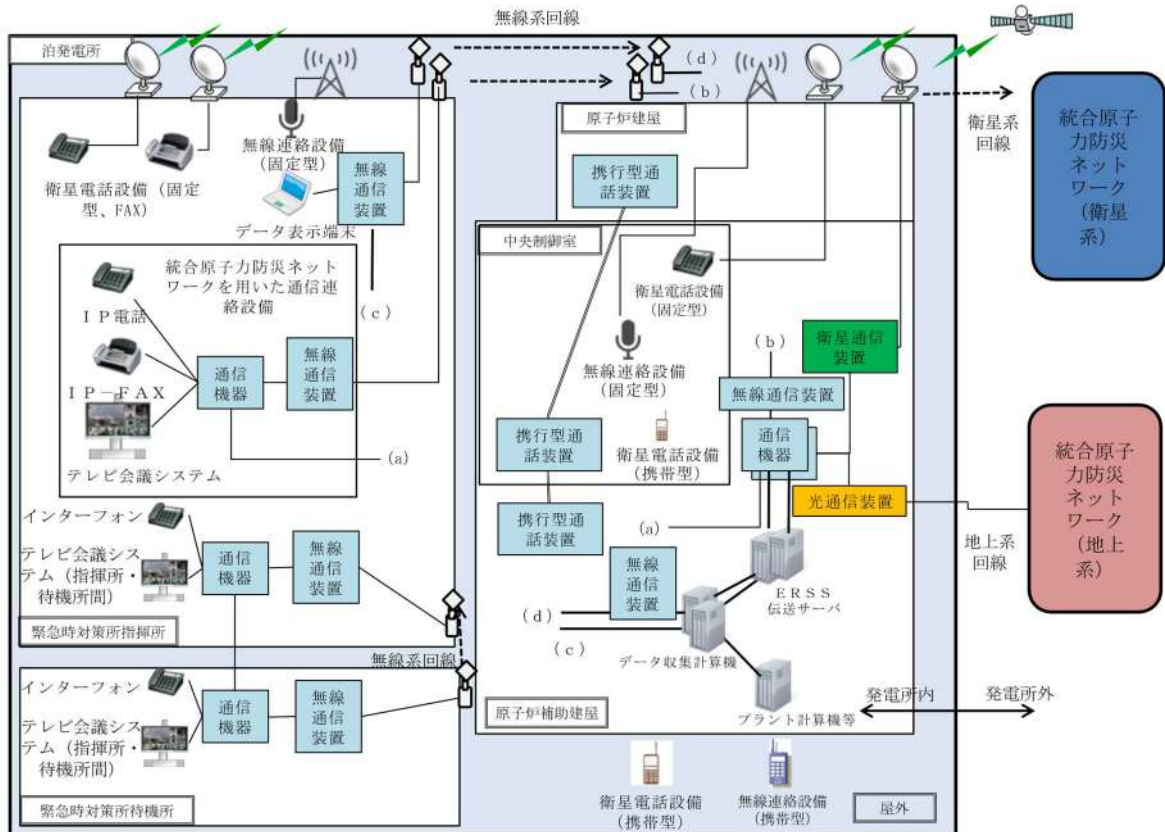 無線系回線
泊発電所
(d)
(b)
衛星系
回線
統合原子
力防災
ネット
ワーク
(衛星
系)
無線連絡設備
(固定型)
衛星電話設備(固定
型、FAX)
無線
通信
装置
データ表示端末
(c)
統合原子力防災ネット
ワークを用いた通信連
絡設備
IP電話
IP-FAX
テレビ会議システム
通信
機器
無線
通信
装置
(a)
インターフォン
テレビ会議シス
テム(指揮所・
待機所間)
通信
機器
無線
通信
装置
緊急時対策所指揮所
無線系回線
インターフォン
テレビ会議シス
テム(指揮所・
待機所間)
通信
機器
無線
通信
装置
緊急時対策所待機所
原子炉建屋
携行型通
話装置
中央制御室
衛星電話設備
(固定型)
無線連絡設備
(固定型)
携行型通
話装置
衛星電話設備
(携帯型)
携行型通
話装置
(b)
衛星通信
装置
無線通信装置
通信
機器
光通信装置
(a)
無線
通信
装置
(d)
(c)
ERSS
伝送サーバ
データ収集計算機
プラント計算機等
原子炉補助建屋
地上系
回線
統合原子
力防災
ネット
ワーク
(地上
系)
発電所内
発電所外
衛星電話設備
(携帯型)
無線連絡設備
(携帯型)
屋外